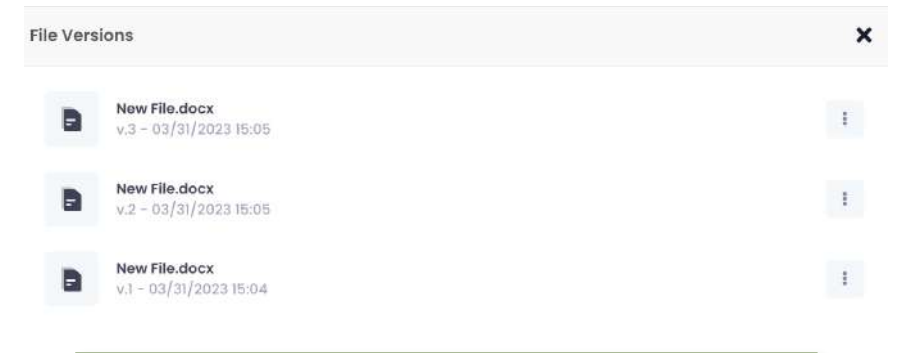 File Versions
New File.docx
v.3 - 03/31/2023 15:05
New File.docx
v.2 - 03/31/2023 15:05
New File.docx
v.1 - 03/31/2023 15:04